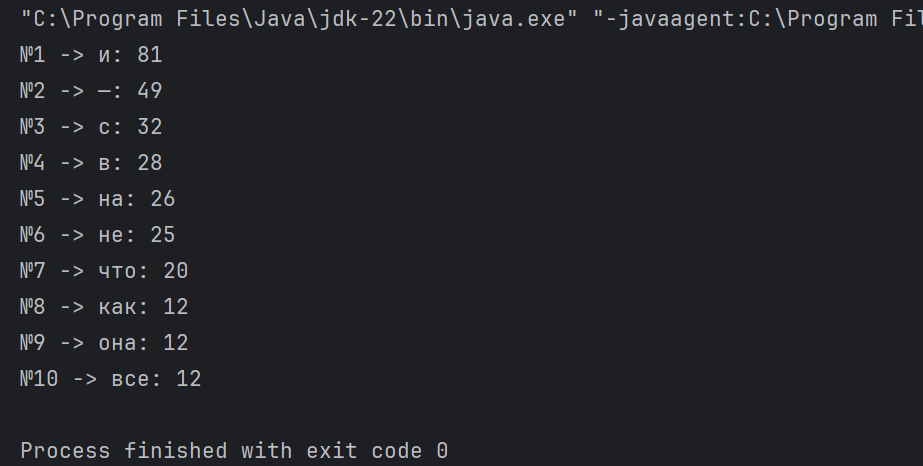 "C:\Program Files\Java\jdk-22\bin\java.exe" "-javaagent:C:\Program Fil
№1 -> и: 81
№2 -> —: 49
№3 -> с: 32
№4 -> в: 28
№5 -> на: 26
№6 -> не: 25
№7 -> что: 20
№8 -> как: 12
№9 -> она: 12
№10 -> все: 12
Process finished with exit code 0